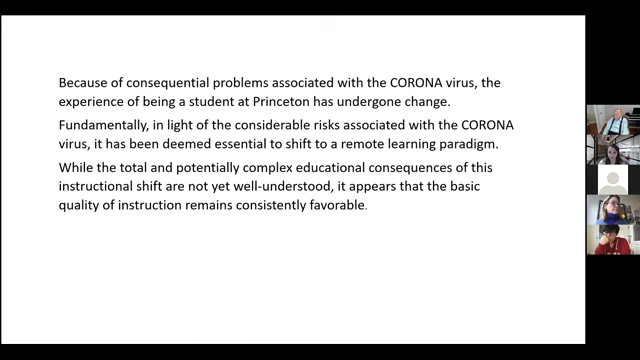 Because of consequential problems associated with the CORONA virus, the
experience of being a student at Princeton has undergone change.
Fundamentally, in light of the considerable risks associated with the CORONA
virus, it has been deemed essential to shift to a remote learning paradigm.
While the total and potentially complex educational consequences of this
instructional shift are not yet well-understood, it appears that the basic
quality of instruction remains consistently favorable.